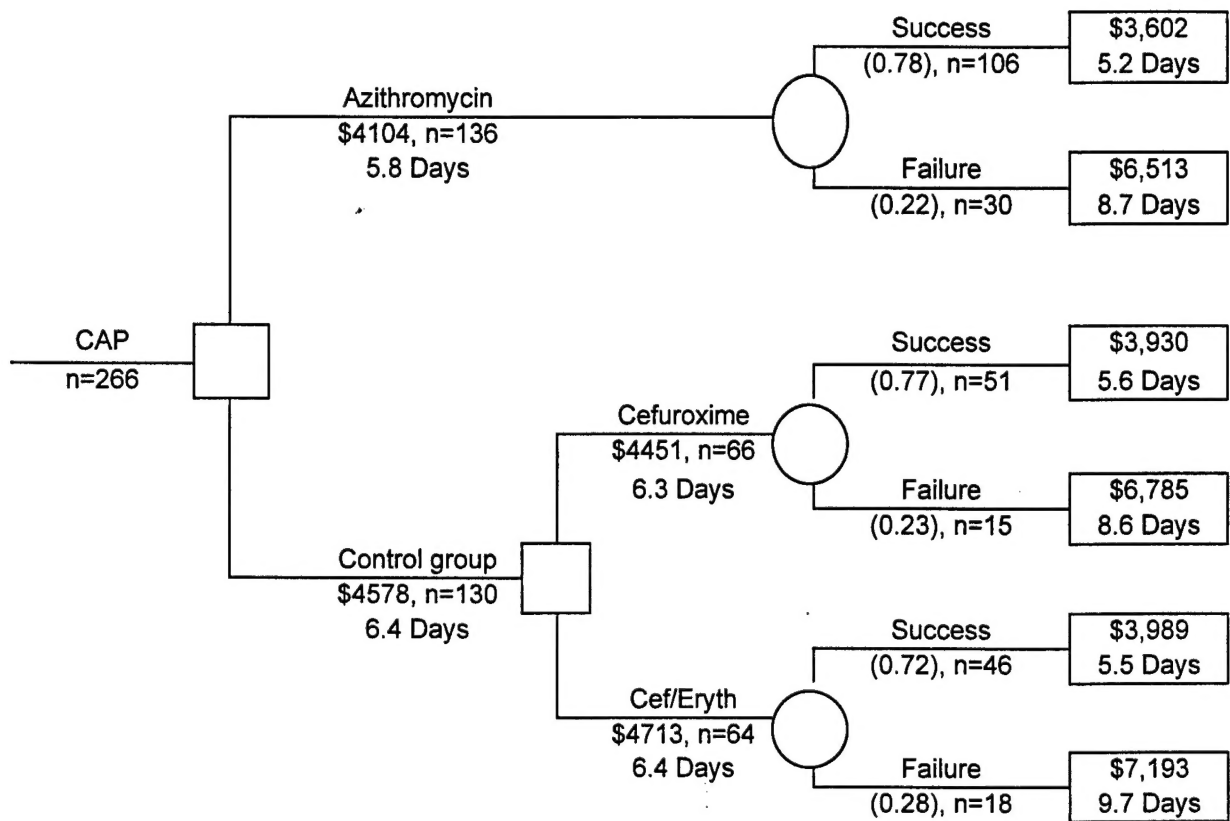 Success
(0.78), n=106
$3,602
5.2 Days
Azithromycin
$4104, n=136
5.8 Days
Failure
(0.22), n=30
$6,513
8.7 Days
CAP
n=266
Success
(0.77), n=51
$3,930
5.6 Days
Cefuroxime
$4451, n=66
6.3 Days
Failure
(0.23), n=15
$6,785
8.6 Days
Control group
$4578, n=130
6.4 Days
Success
(0.72), n=46
$3,989
5.5 Days
Cef/Eryth
$4713, n=64
6.4 Days
Failure
(0.28), n=18
$7,193
9.7 Days